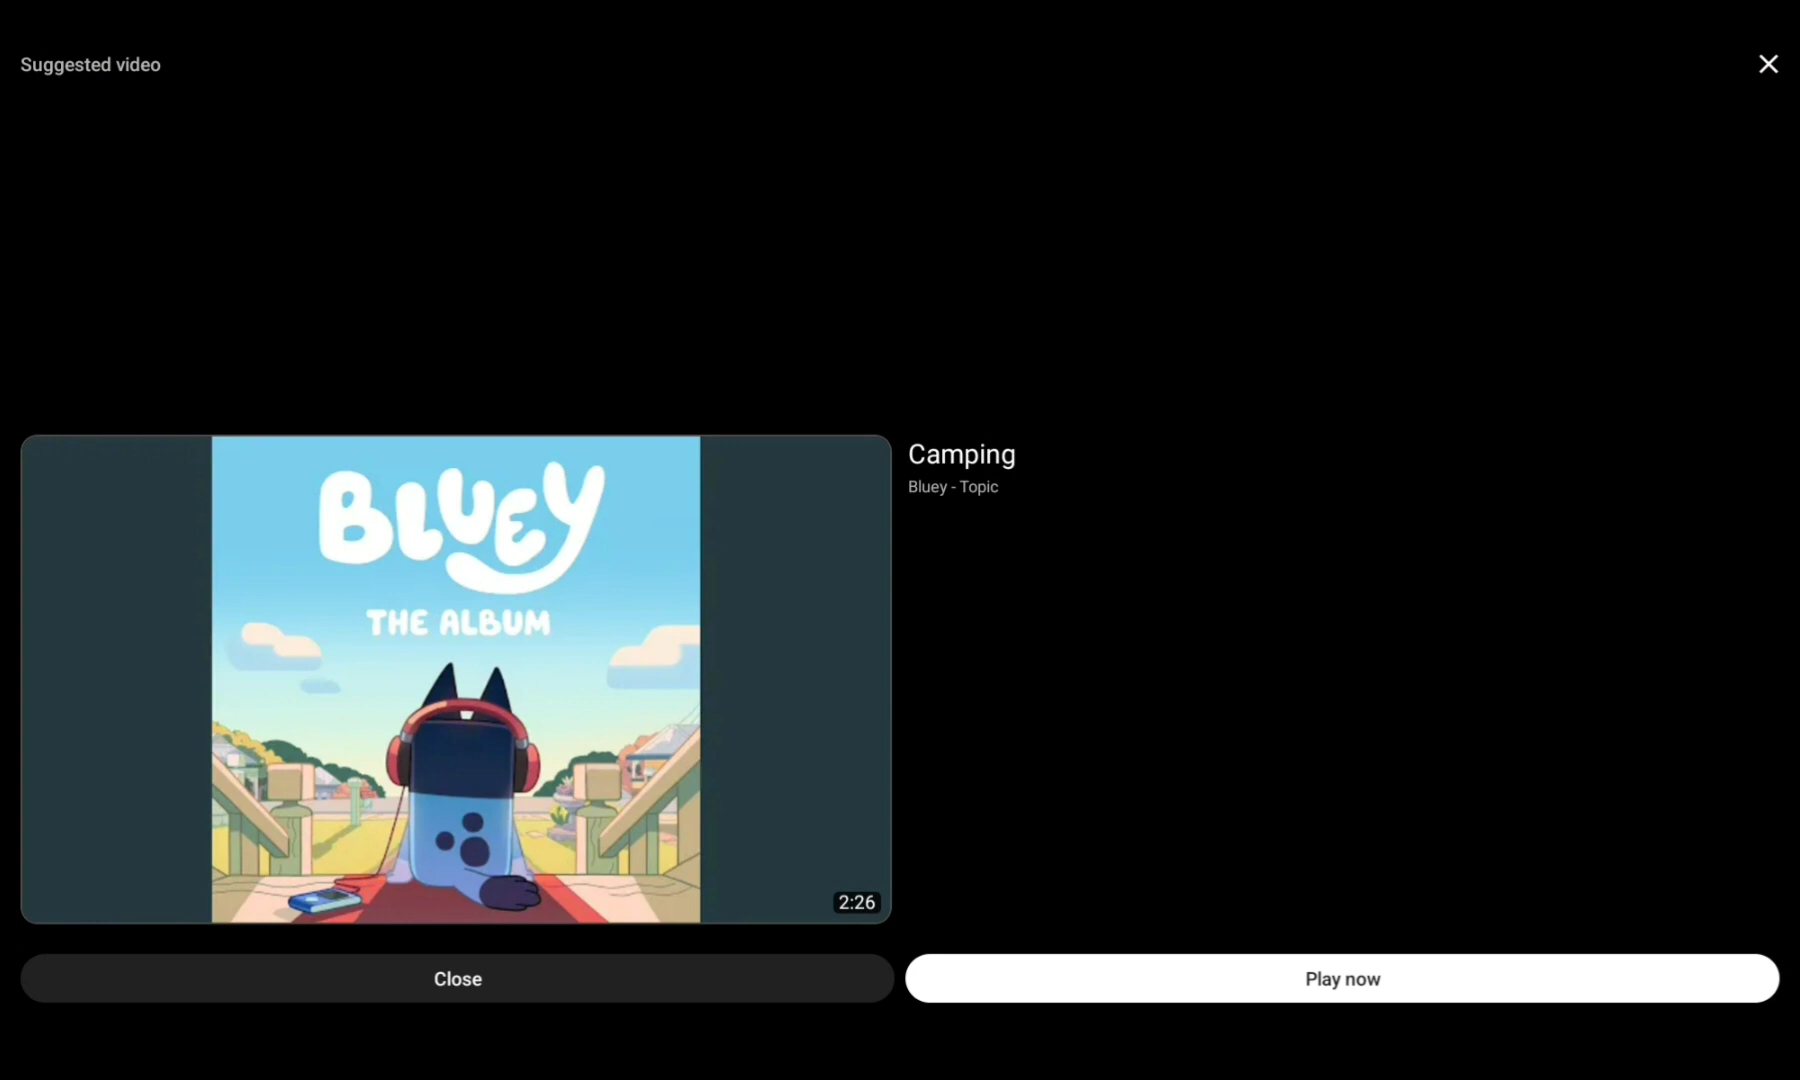 Suggested video
BLUEY
THE ALBUM
2:26
Camping
Bluey - Topic
Close
Play now